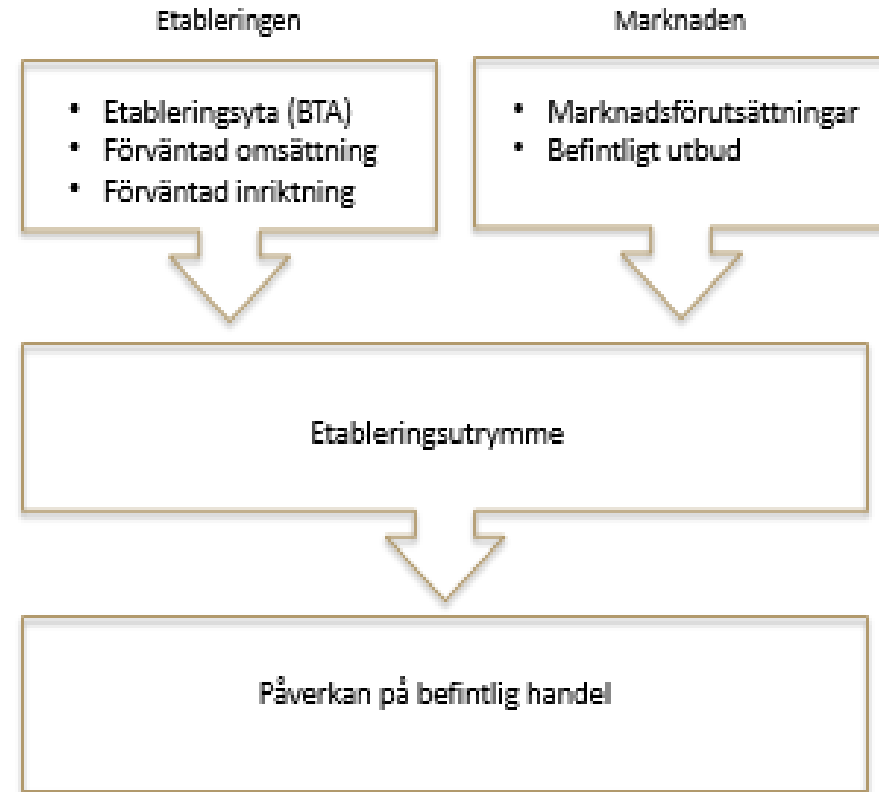 Etableringen
• Etableringsyta (BTA)
• Förväntad omsättning
• Förväntad inriktning
Marknaden
• Marknadsförutsättningar
• Befintligt utbud
Etableringsutrymme
Påverkan på befintlig handel